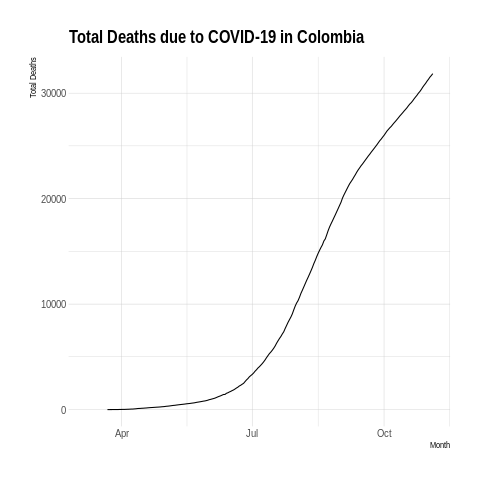 Total Deaths due to COVID-19 in Colombia
Total Deaths
30000
20000
10000
0
Apr Jul Oct
Month